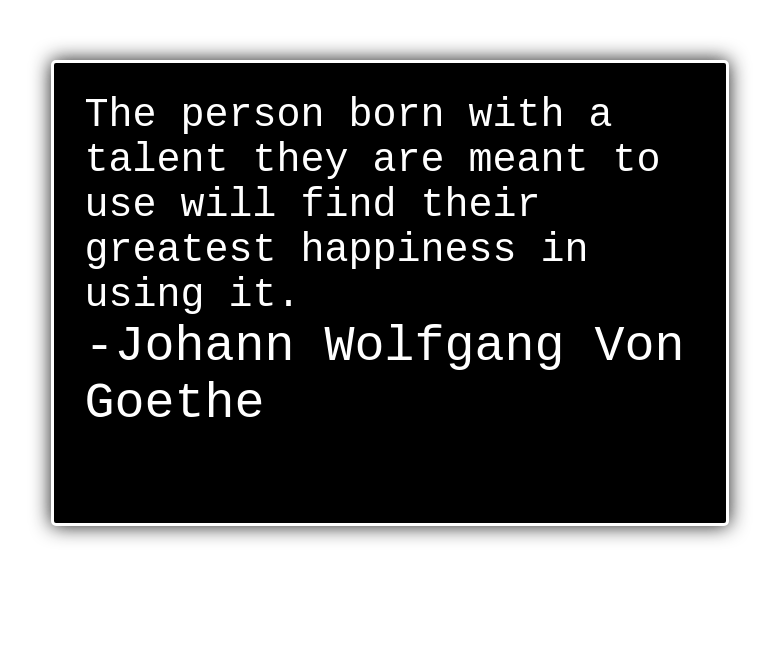 The person born with a
talent they are meant to
use will find their
greatest happiness in
using it.
-Johann Wolfgang Von
Goethe